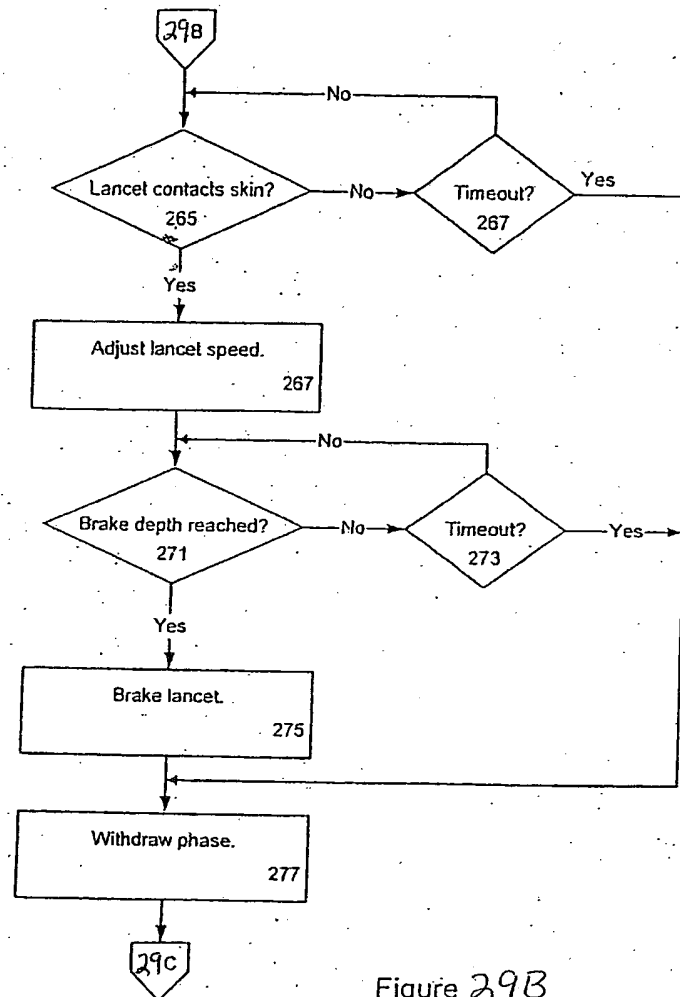 29B
No
Lancet contacts skin?
265
No
Timeout?
267
Yes
Yes
Adjust lancet speed.
267
No
Brake depth reached?
271
No
Timeout?
273
Yes
Yes
Brake lancet.
275
Withdraw phase.
277
29C
Figure 29B